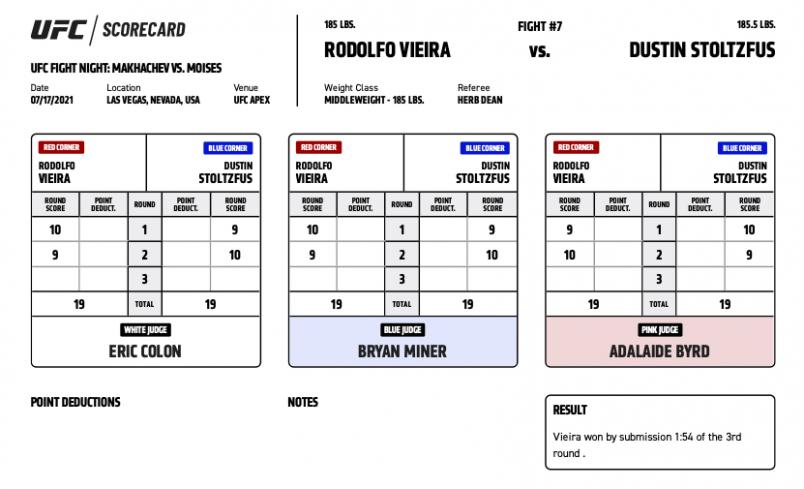 UFC / SCORECARD
UFC FIGHT NIGHT: MAKHACHEV VS. MOISES
Date Location Venue
07/17/2021 LAS VEGAS, NEVADA, USA UFC APEX
185 LBS. FIGHT #7 185.5 LBS.
RODOLFO VIEIRA vs. DUSTIN STOLTZFUS
Weight Class Referee
MIDDLEWEIGHT - 185 LBS. HERB DEAN
RED CORNER BLUE CORNER
RODOLFO DUSTIN
VIEIRA STOLTZFUS
ROUND SCORE POINT DEDUCT. ROUND POINT DEDUCT. ROUND SCORE
10 1 9
9 2 10
3
19 TOTAL 19
WHITE JUDGE
ERIC COLON
RED CORNER BLUE CORNER
RODOLFO DUSTIN
VIEIRA STOLTZFUS
ROUND SCORE POINT DEDUCT. ROUND POINT DEDUCT. ROUND SCORE
10 1 9
9 2 10
3
19 TOTAL 19
BLUE JUDGE
BRYAN MINER
RED CORNER BLUE CORNER
RODOLFO DUSTIN
VIEIRA STOLTZFUS
ROUND SCORE POINT DEDUCT. ROUND POINT DEDUCT. ROUND SCORE
9 1 10
10 2 9
3
19 TOTAL 19
PINK JUDGE
ADALAIDE BYRD
POINT DEDUCTIONS
NOTES
RESULT
Vieira won by submission 1:54 of the 3rd
round .